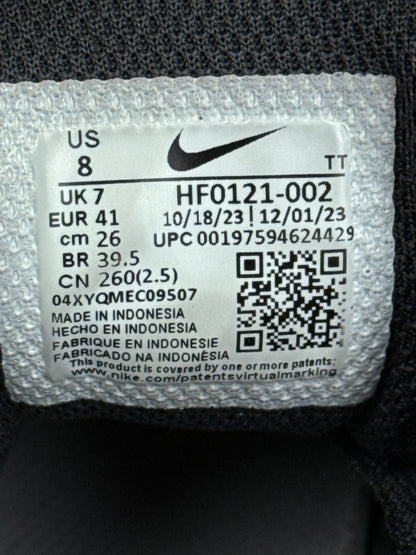 US
8
TT
UK 7
HF0121-002
EUR 41
10/18/23 | 12/01/23
cm 26
UPC 00197594624429
BR 39.5
CN 260(2.5)
04XYQMEC09507
MADE IN INDONESIA
HECHO EN INDONESIA
FABRIQUE EN INDONESIE
FABRICADO NA INDONÉSIA
This product is covered by one or more patents:
www.nike.com/patentsvirtualmarking